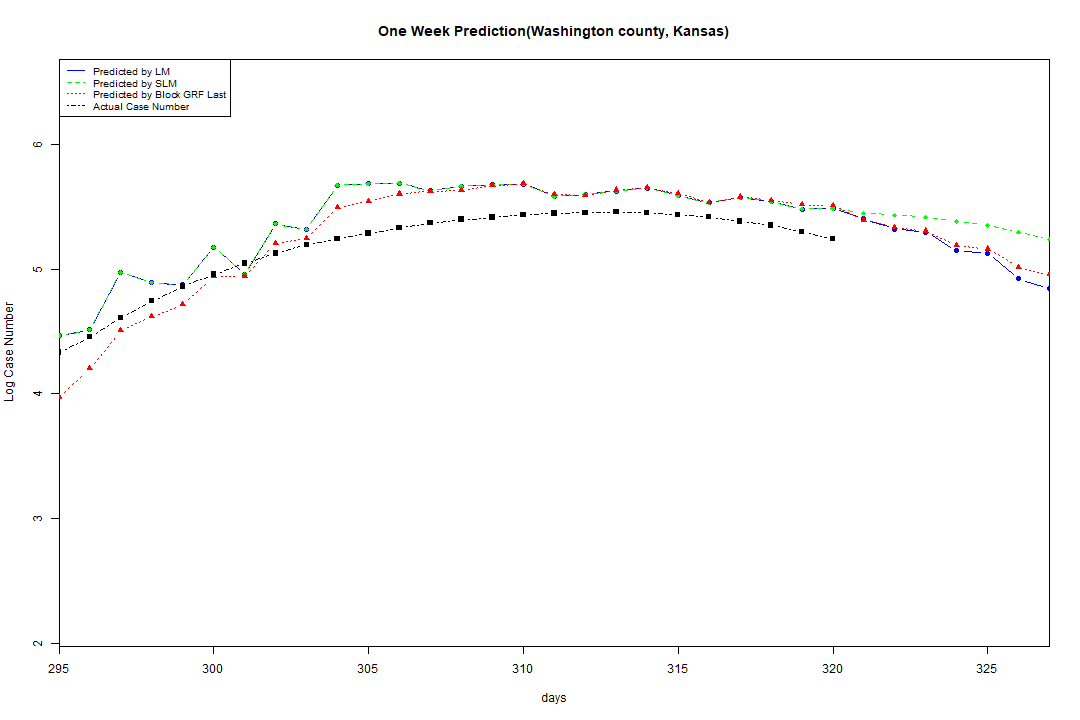 One Week Prediction(Washington county, Kansas)
Predicted by LM
Predicted by SLM
Predicted by Block GRF Last
Actual Case Number
6
5
4
3
2
Log Case Number
295 300 305 310 315 320 325
days